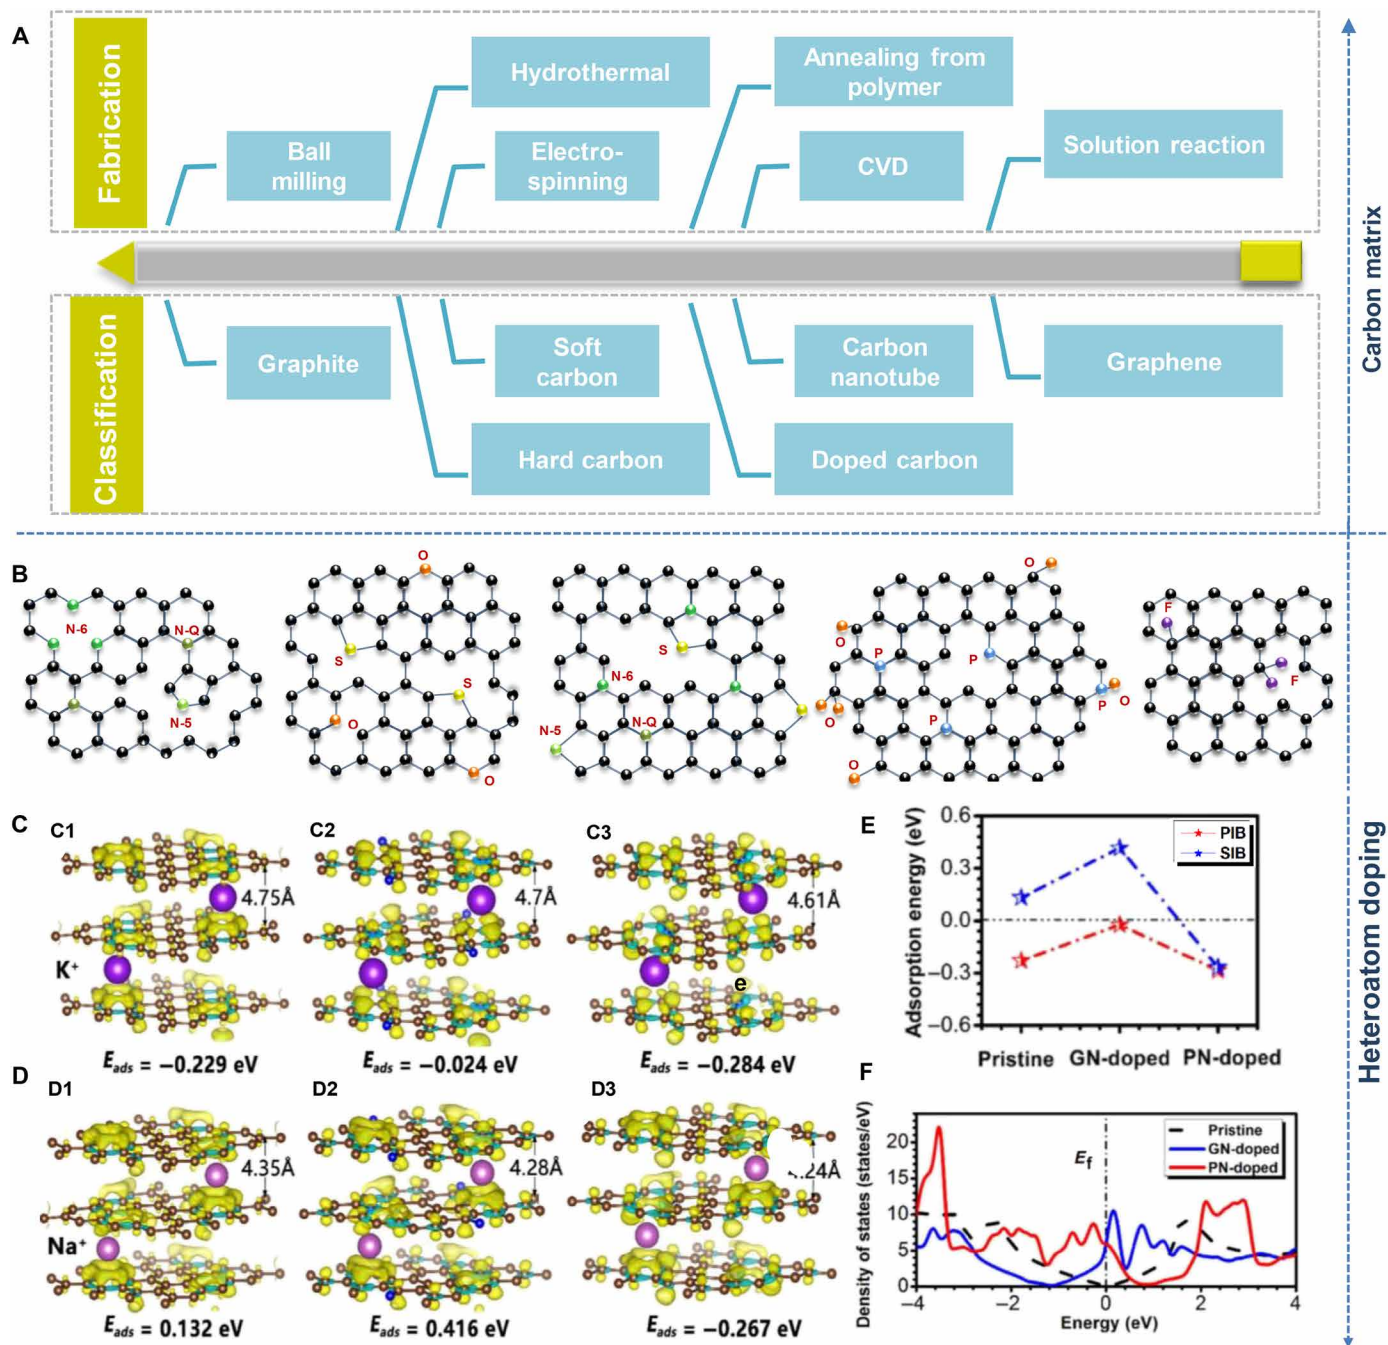 A
Fabrication
Hydrothermal
Annealing from
polymer
Ball
milling
Electro-
spinning
CVD
Solution reaction
Carbon matrix
Classification
Graphite
Soft
carbon
Carbon
nanotube
Graphene
Hard carbon
Doped carbon
B
N-6
N-Q
N-5
O
S
S
O
O
S
N-6
N-5
N-Q
O
O
P
P
O
P
P
O
O
F
F
Heteroatom doping
C
C1
4.75Å
K+
Eads = −0.229 eV
C2
4.7Å
Eads = −0.024 eV
C3
4.61Å
e
Eads = −0.284 eV
D
D1
4.35Å
Na+
Eads = 0.132 eV
D2
4.28Å
Eads = 0.416 eV
D3
.24Å
Eads = −0.267 eV
E
Adsorption energy (eV)
0.6
0.3
0.0
−0.3
−0.6
PIB
SIB
Pristine GN-doped PN-doped
F
Density of states (states/eV)
20
15
10
5
0
Ef
Pristine
GN-doped
PN-doped
−4 −2 0 2 4
Energy (eV)